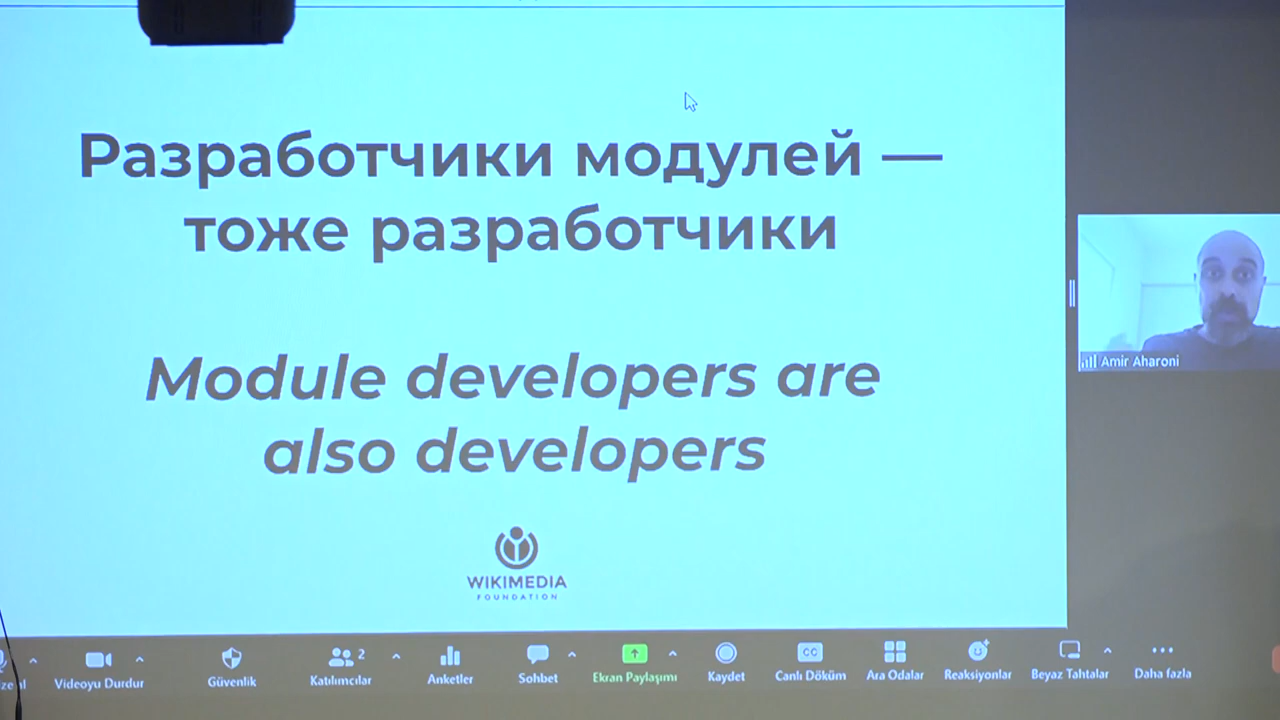 Разработчики модулей —
тоже разработчики
Module developers are
also developers
WIKIMEDIA
FOUNDATION
Amir Aharoni
Videoyu Durdur
Güvenlik
2
Katılımcılar
Anketler
Sohbet
Ekran Paylaşımı
Kaydet
CC
Canlı Döküm
Ara Odalar
Reaksiyonlar
Beyaz Tahtalar
Daha fazla